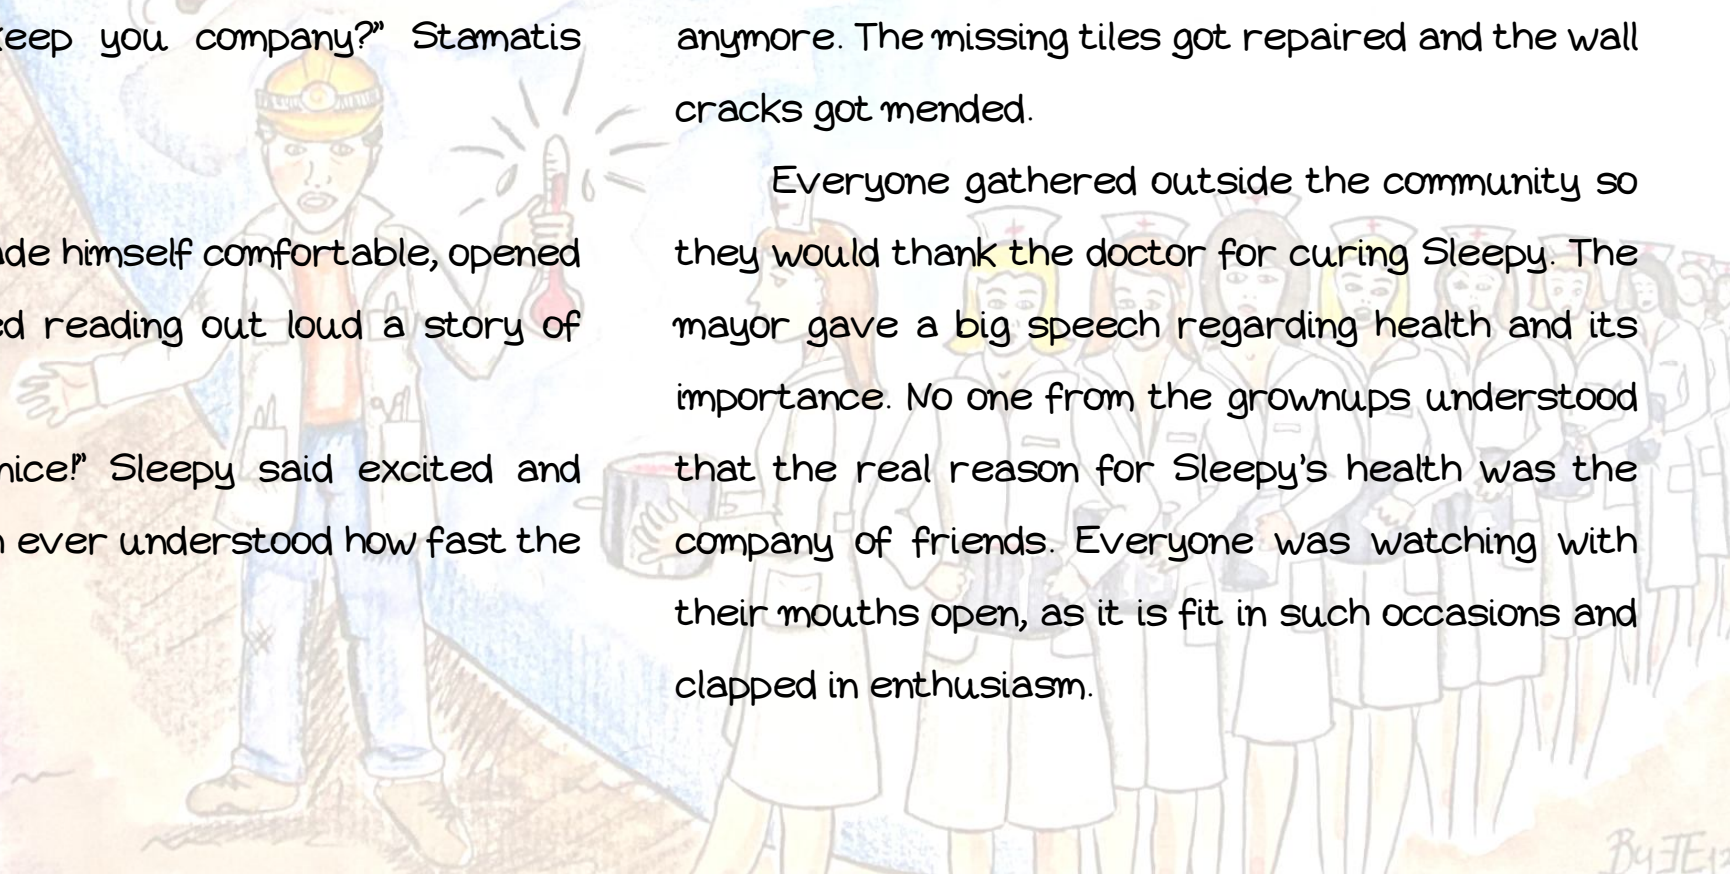 keep you company?” Stamatis
himself comfortable, opened
reading out loud a story of
nice!” Sleepy said excited and
ever understood how fast the
anymore. The missing tiles got repaired and the wall
cracks got mended.
Everyone gathered outside the community so
they would thank the doctor for curing Sleepy. The
mayor gave a big speech regarding health and its
importance. No one from the grownups understood
that the real reason for Sleepy’s health was the
company of friends. Everyone was watching with
their mouths open, as it is fit in such occasions and
clapped in enthusiasm.
By